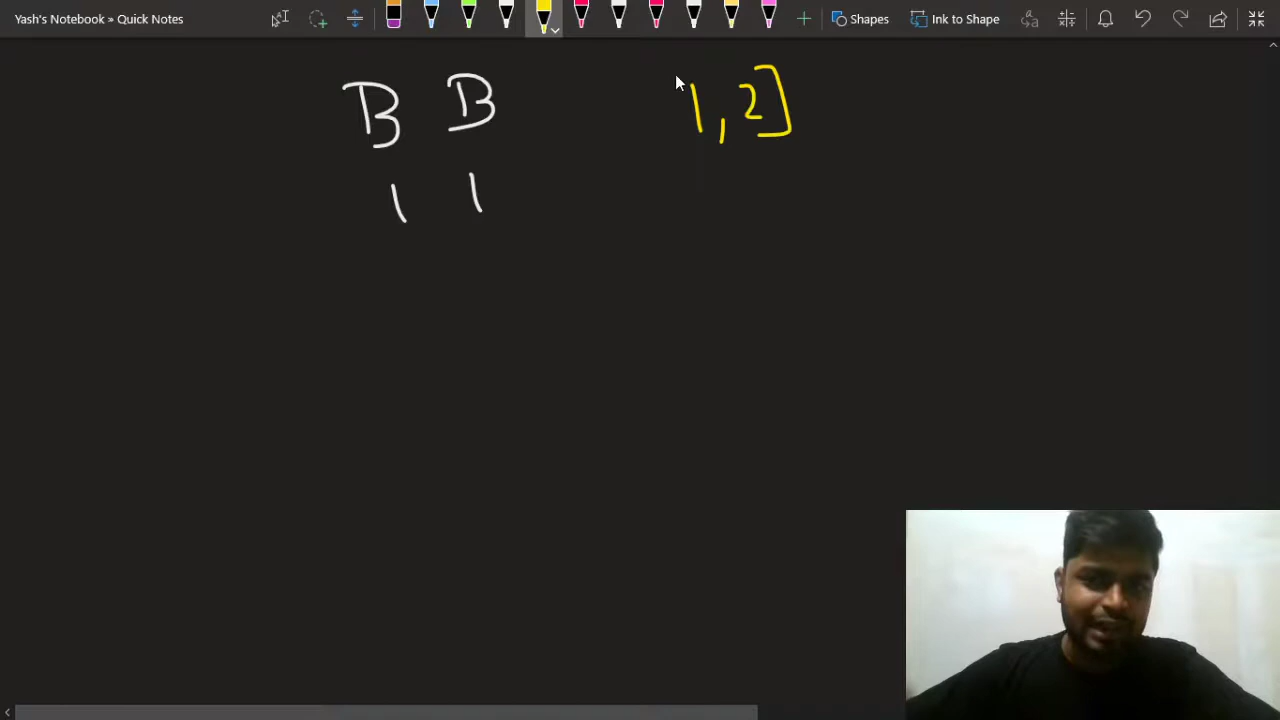 Yash's Notebook » Quick Notes
Shapes
Ink to Shape
B B 1,2]
1 1